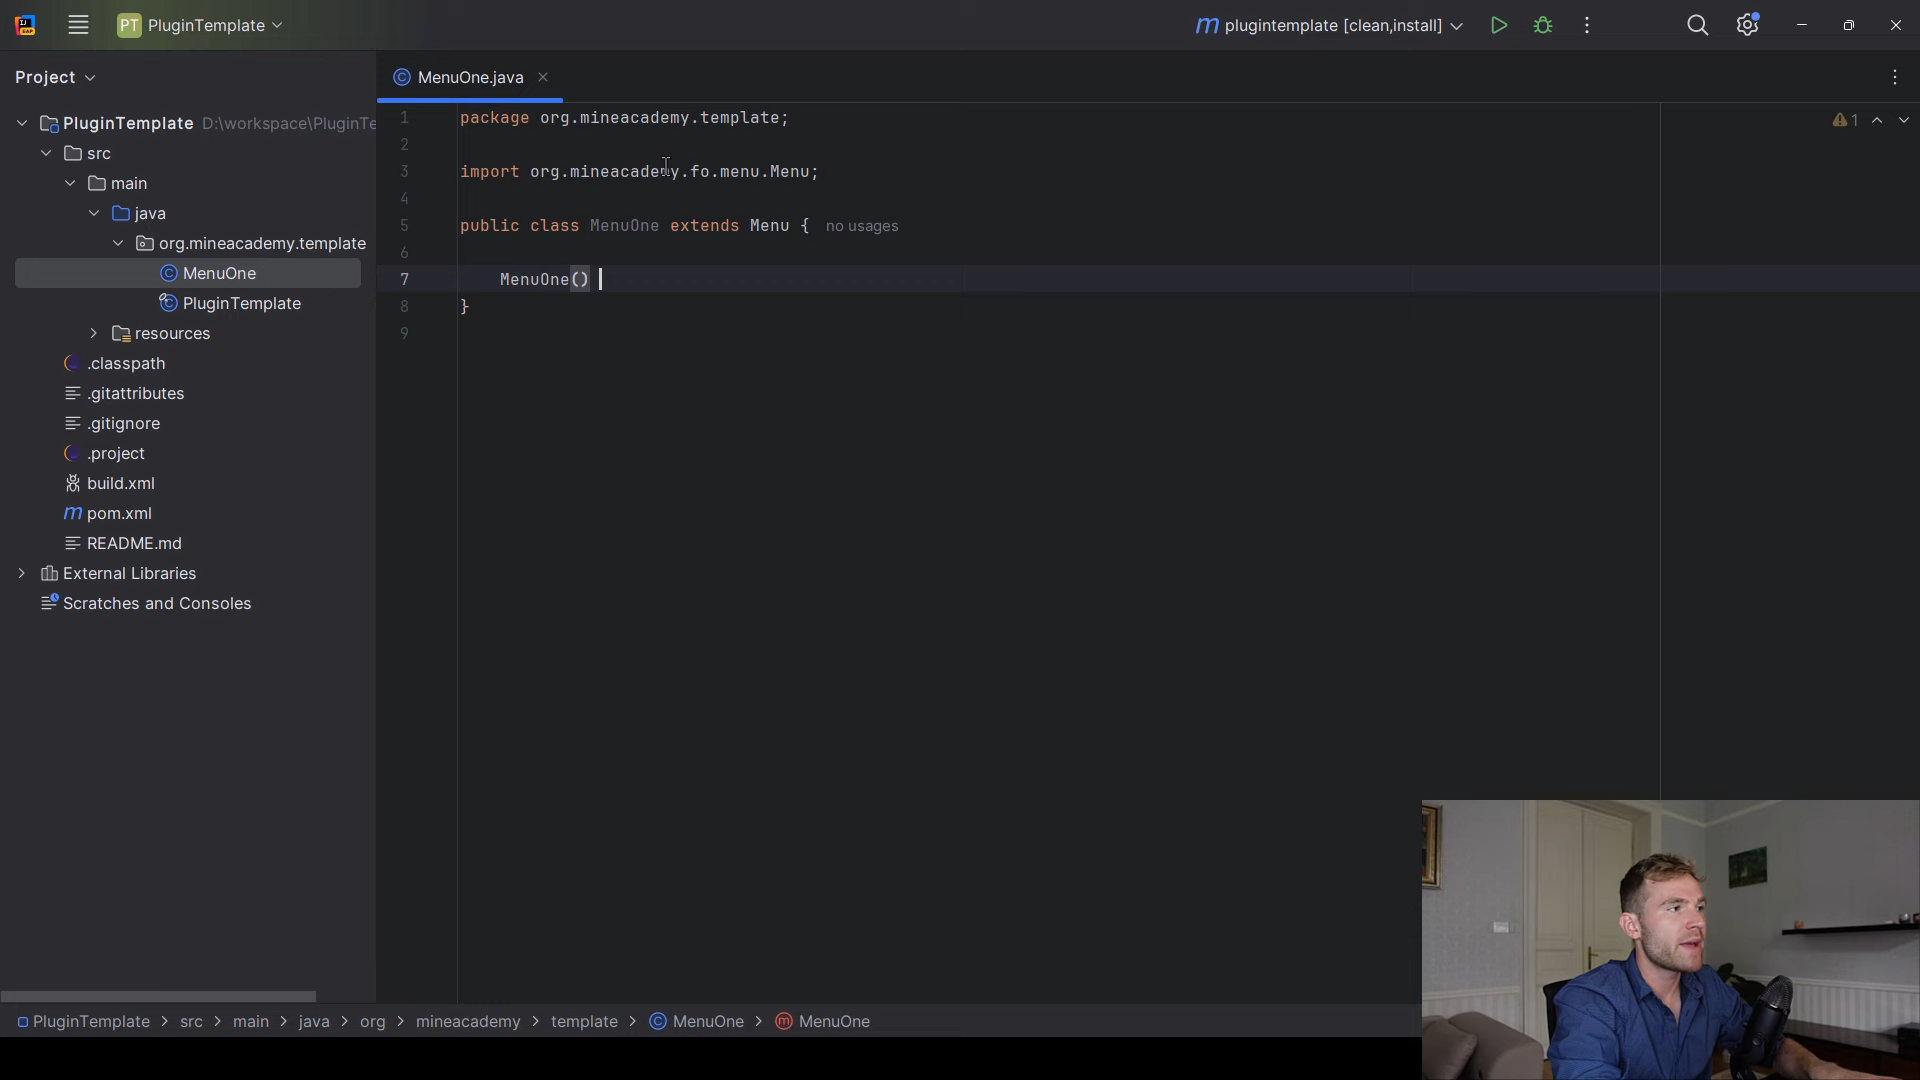 PT PluginTemplate
plugintemplate [clean,install]
Project
MenuOne.java
PluginTemplate D:\workspace\PluginTe
src
main
java
org.mineacademy.template
MenuOne
PluginTemplate
resources
.classpath
.gitattributes
.gitignore
.project
build.xml
m pom.xml
README.md
External Libraries
Scratches and Consoles
1 package org.mineacademy.template;
2
3 import org.mineacademy.fo.menu.Menu;
4
5 public class MenuOne extends Menu { no usages
6
7 MenuOne()
8 }
9
1
PluginTemplate > src > main > java > org > mineacademy > template > MenuOne > MenuOne